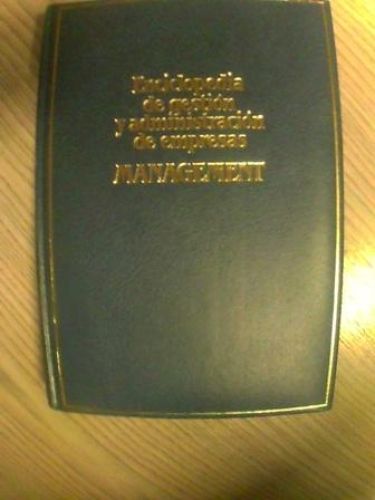 Enciclopedia
de gestión
y administración
de empresas
MANAGEMENT